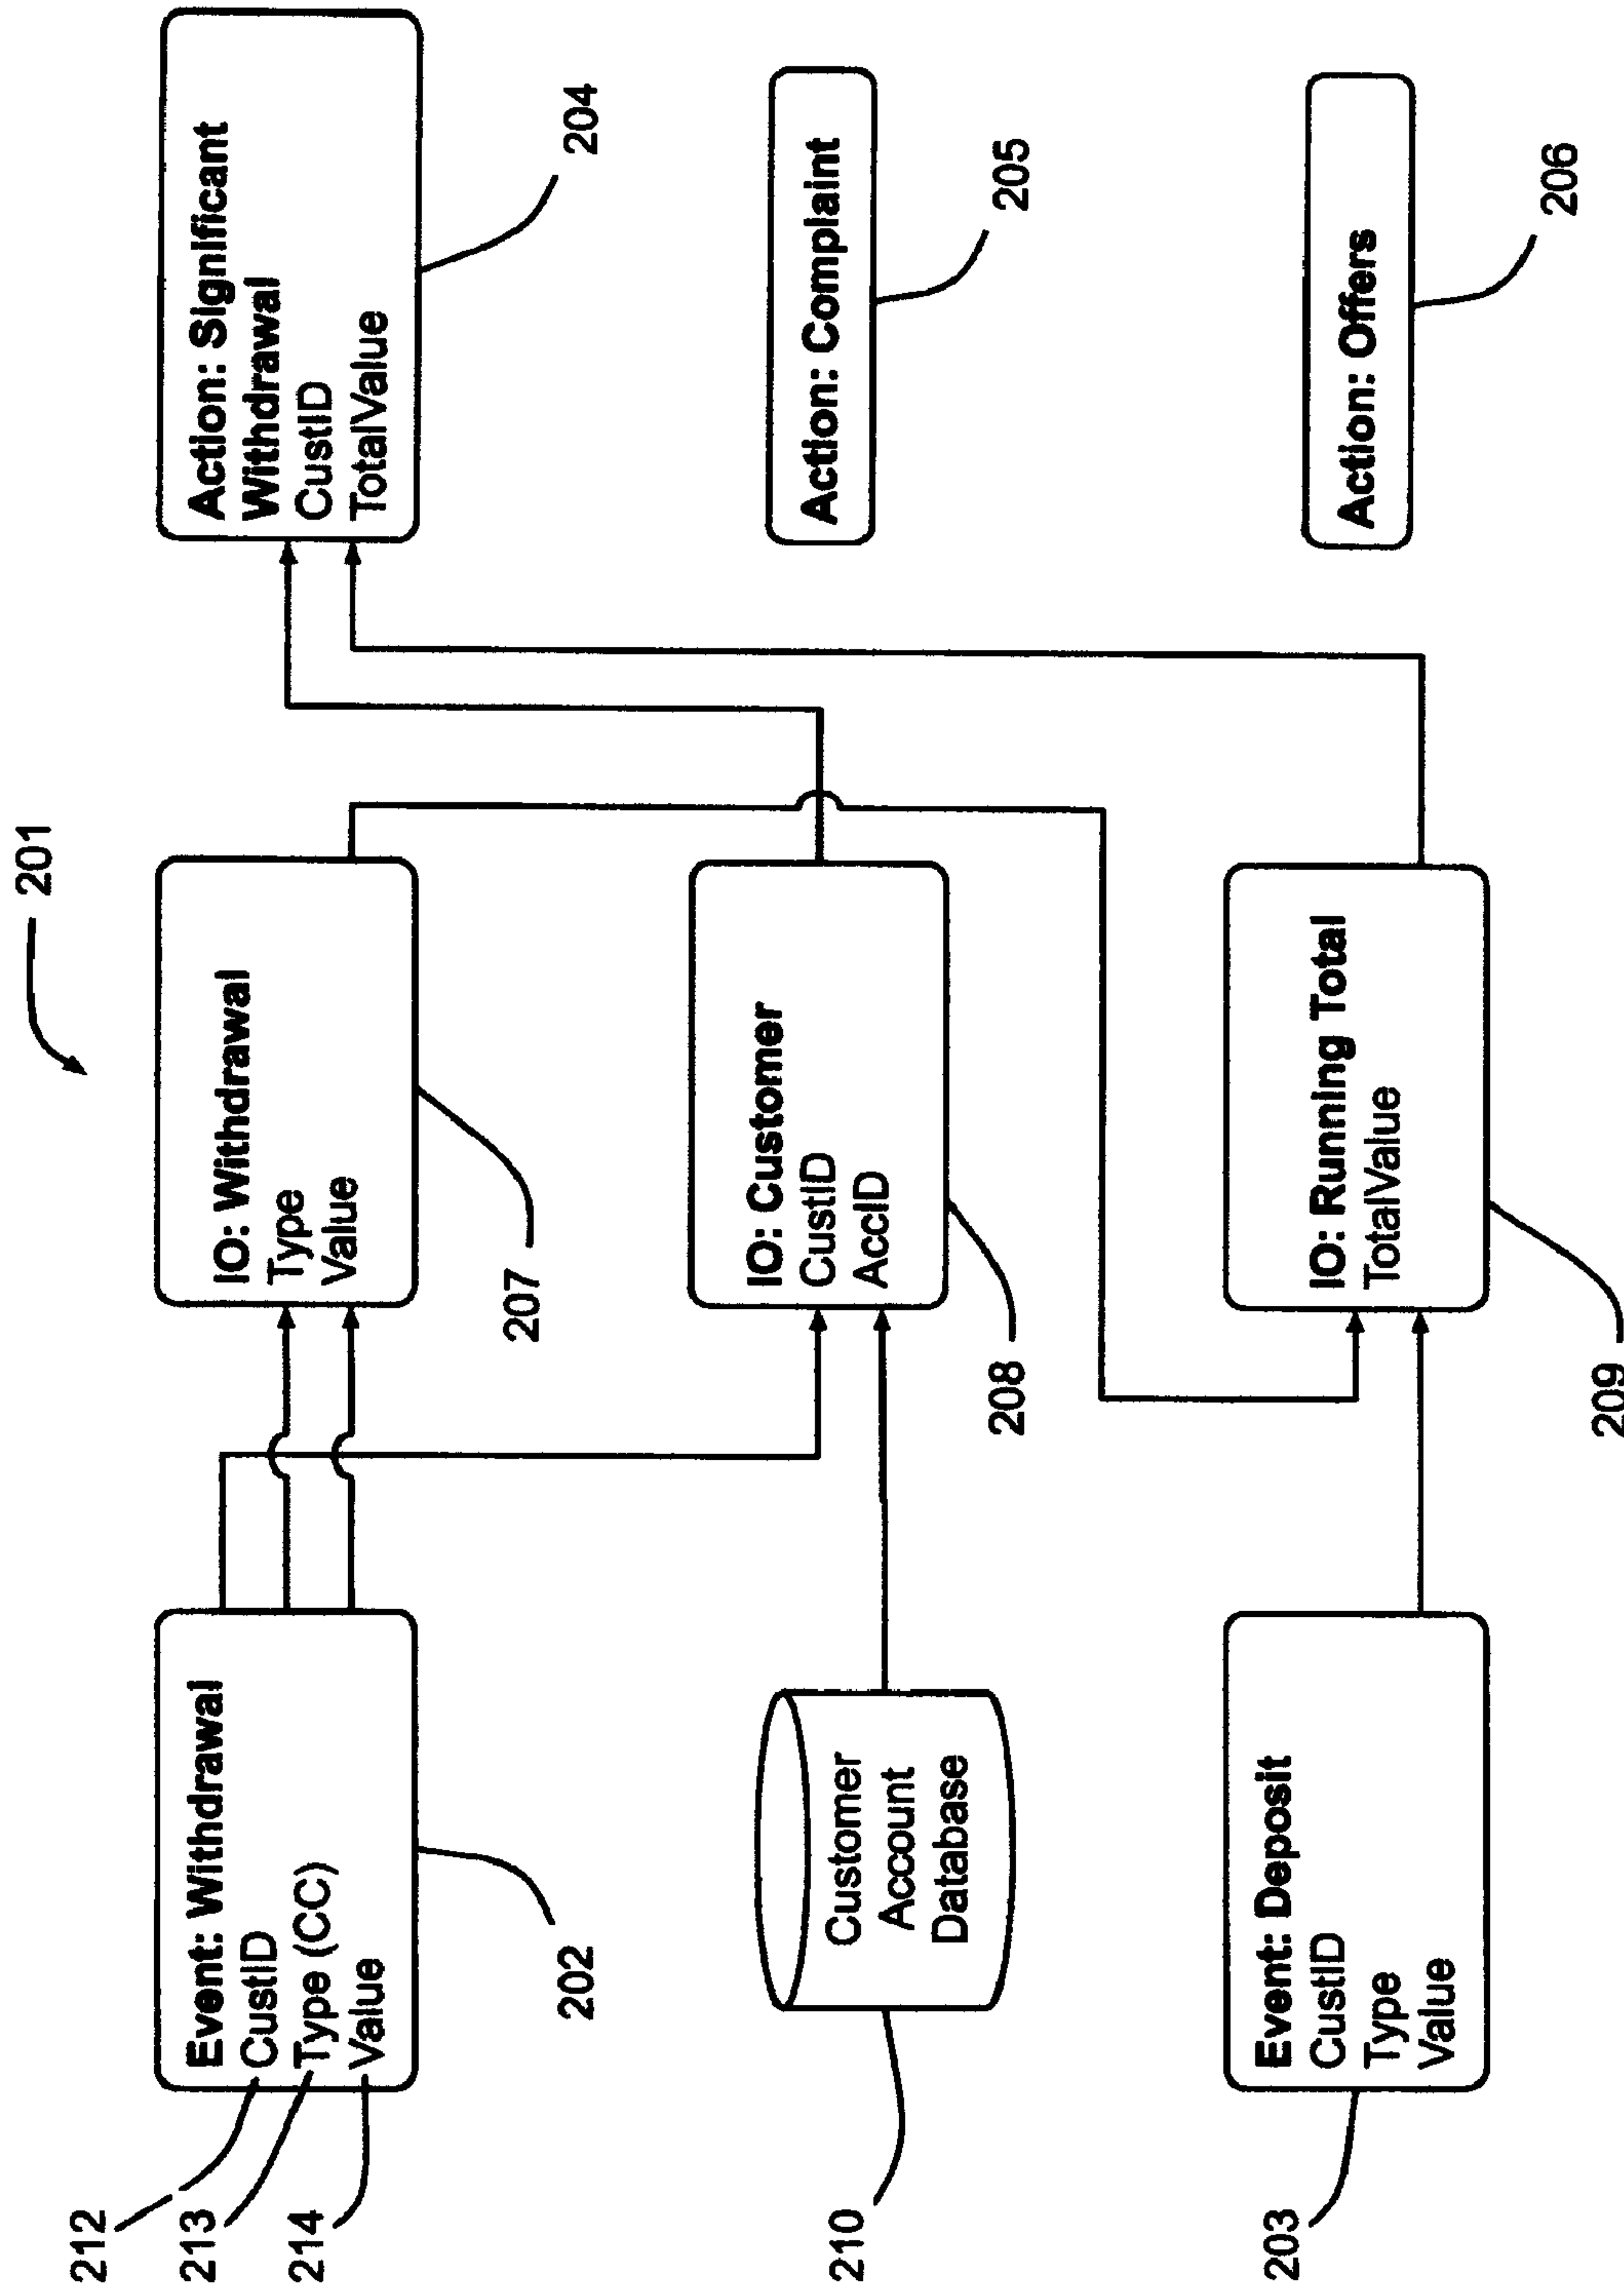 201
Event: Withdrawal
CustID
Type (CC)
Value
212
213
214
202
IO: Withdrawal
Type
Value
207
Action: Significant
Withdrawal
CustID
TotalValue
204
Customer
Account
Database
210
IO: Customer
CustID
AccID
208
Action: Complaint
205
Event: Deposit
CustID
Type
Value
203
IO: Running Total
TotalValue
209
Action: Offers
206